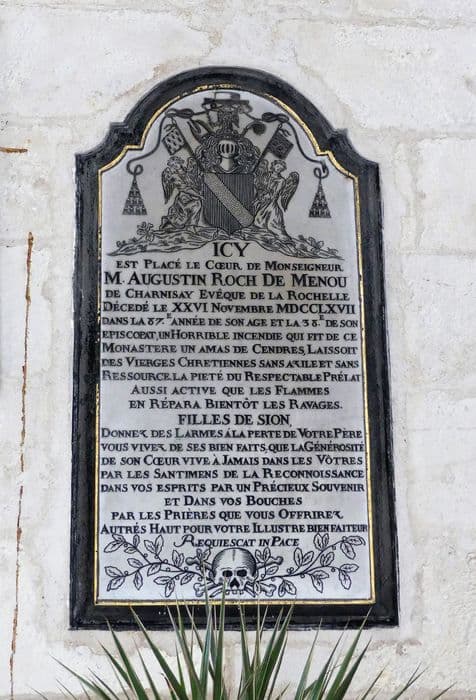 ICY
EST PLACÉ LE CŒUR DE MONSEIGNEUR
M. AUGUSTIN ROCH DE MENOU
DE CHARNISAY EVÉQUE DE LA ROCHELLE
DÉCEDÉ LE XXVI NOVEMBRE MDCCLXVII
DANS LA 87.E ANNÉE DE SON AGE ET LA 38.E DE SON
EPISCOPAT, UN HORRIBLE INCENDIE QUI FIT DE CE
MONASTERE UN AMAS DE CENDRES, LAISSOIT
DES VIERGES CHRETIENNES SANS AZILE ET SANS
RESSOURCE. LA PIETÉ DU RESPECTABLE PRÉLAT
AUSSI ACTIVE QUE LES FLAMMES
EN RÉPARA BIENTÔT LES RAVAGES.
FILLES DE SION,
DONNEZ DES LARMES Á LA PERTE DE VOTRE PÈRE
VOUS VIVEZ DE SES BIENFAITS, QUE LA GÉNÉROSITÉ
DE SON CŒUR VIVE À JAMAIS DANS LES VÔTRES
PAR LES SANTIMENS DE LA RECONNOISSANCE
DANS VOS ESPRITS PAR UN PRÉCIEUX SOUVENIR
ET DANS VOS BOUCHES
PAR LES PRIÈRES QUE VOUS OFFRIREZ
AUTRÉS HAUT POUR VOTRE ILLUSTRE BIENFAITEUR
REQUIESCAT IN PACE